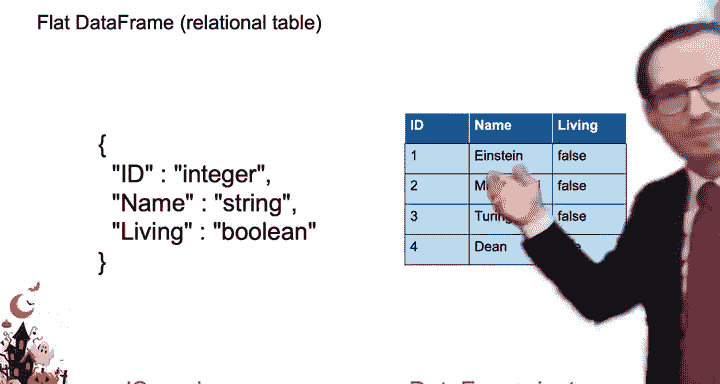 Flat DataFrame (relational table)
{
"ID" : "integer",
"Name" : "string",
"Living" : "boolean"
}
ID Name Living
1 Einstein false
2 false
3 Turing false
4 Dean